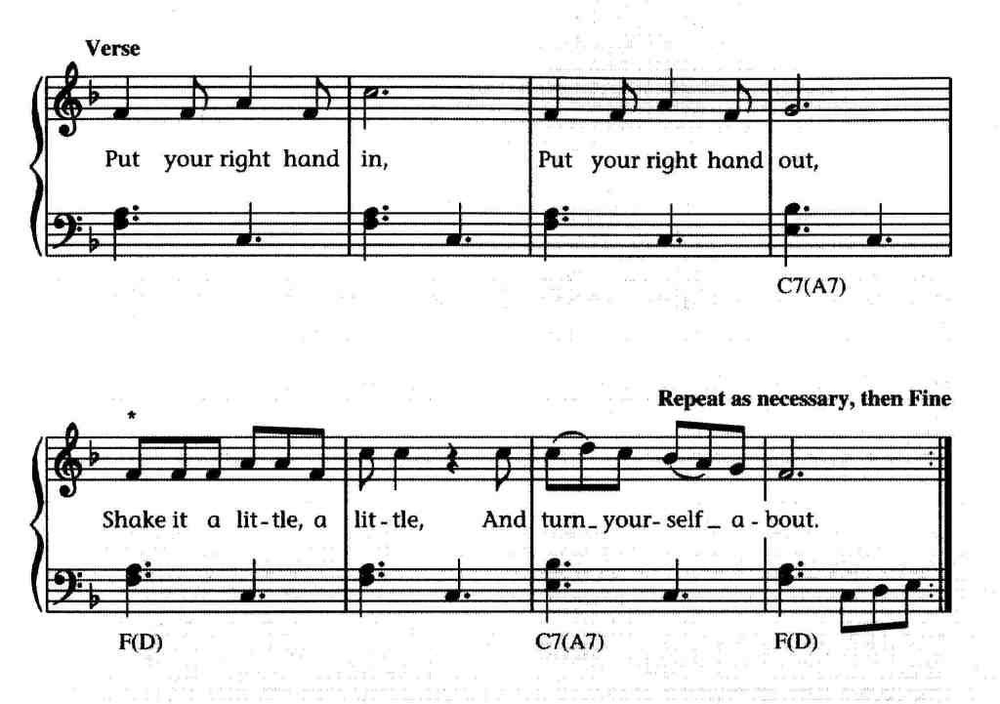 Verse
Put your right hand in, Put your right hand out,
C7(A7)
Repeat as necessary, then Fine
*
Shake it a lit-tle, a lit-tle, And turn_ your-self_ a-bout.
F(D) C7(A7) F(D)